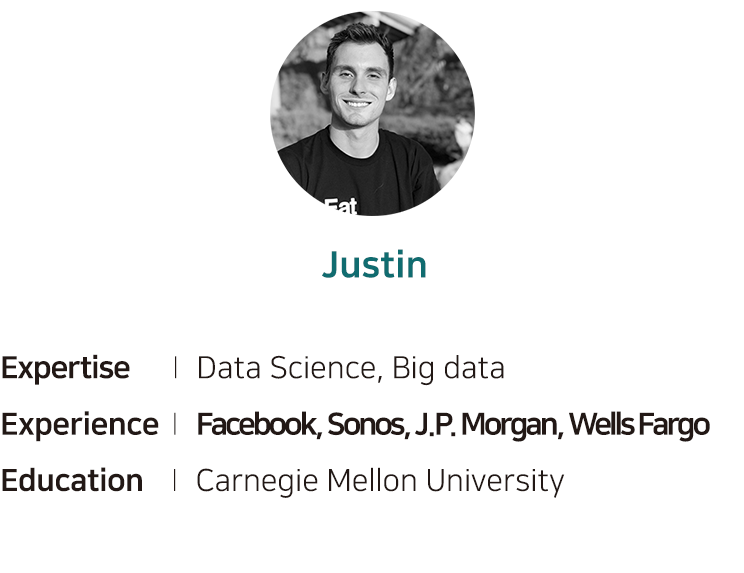 Eat
Justin
Expertise | Data Science, Big data
Experience | Facebook, Sonos, J.P. Morgan, Wells Fargo
Education | Carnegie Mellon University